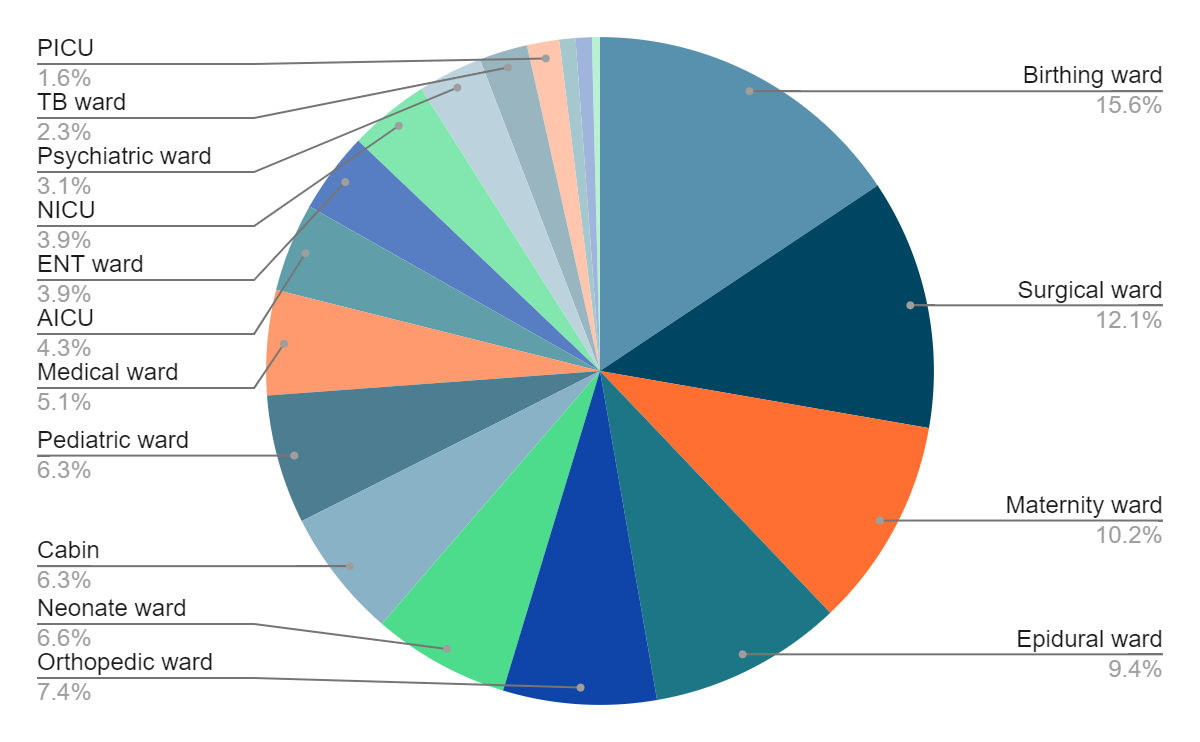 PICU
1.6%
TB ward
2.3%
Psychiatric ward
3.1%
NICU
3.9%
ENT ward
3.9%
AICU
4.3%
Medical ward
5.1%
Pediatric ward
6.3%
Cabin
6.3%
Neonate ward
6.6%
Orthopedic ward
7.4%
Birthing ward
15.6%
Surgical ward
12.1%
Maternity ward
10.2%
Epidural ward
9.4%